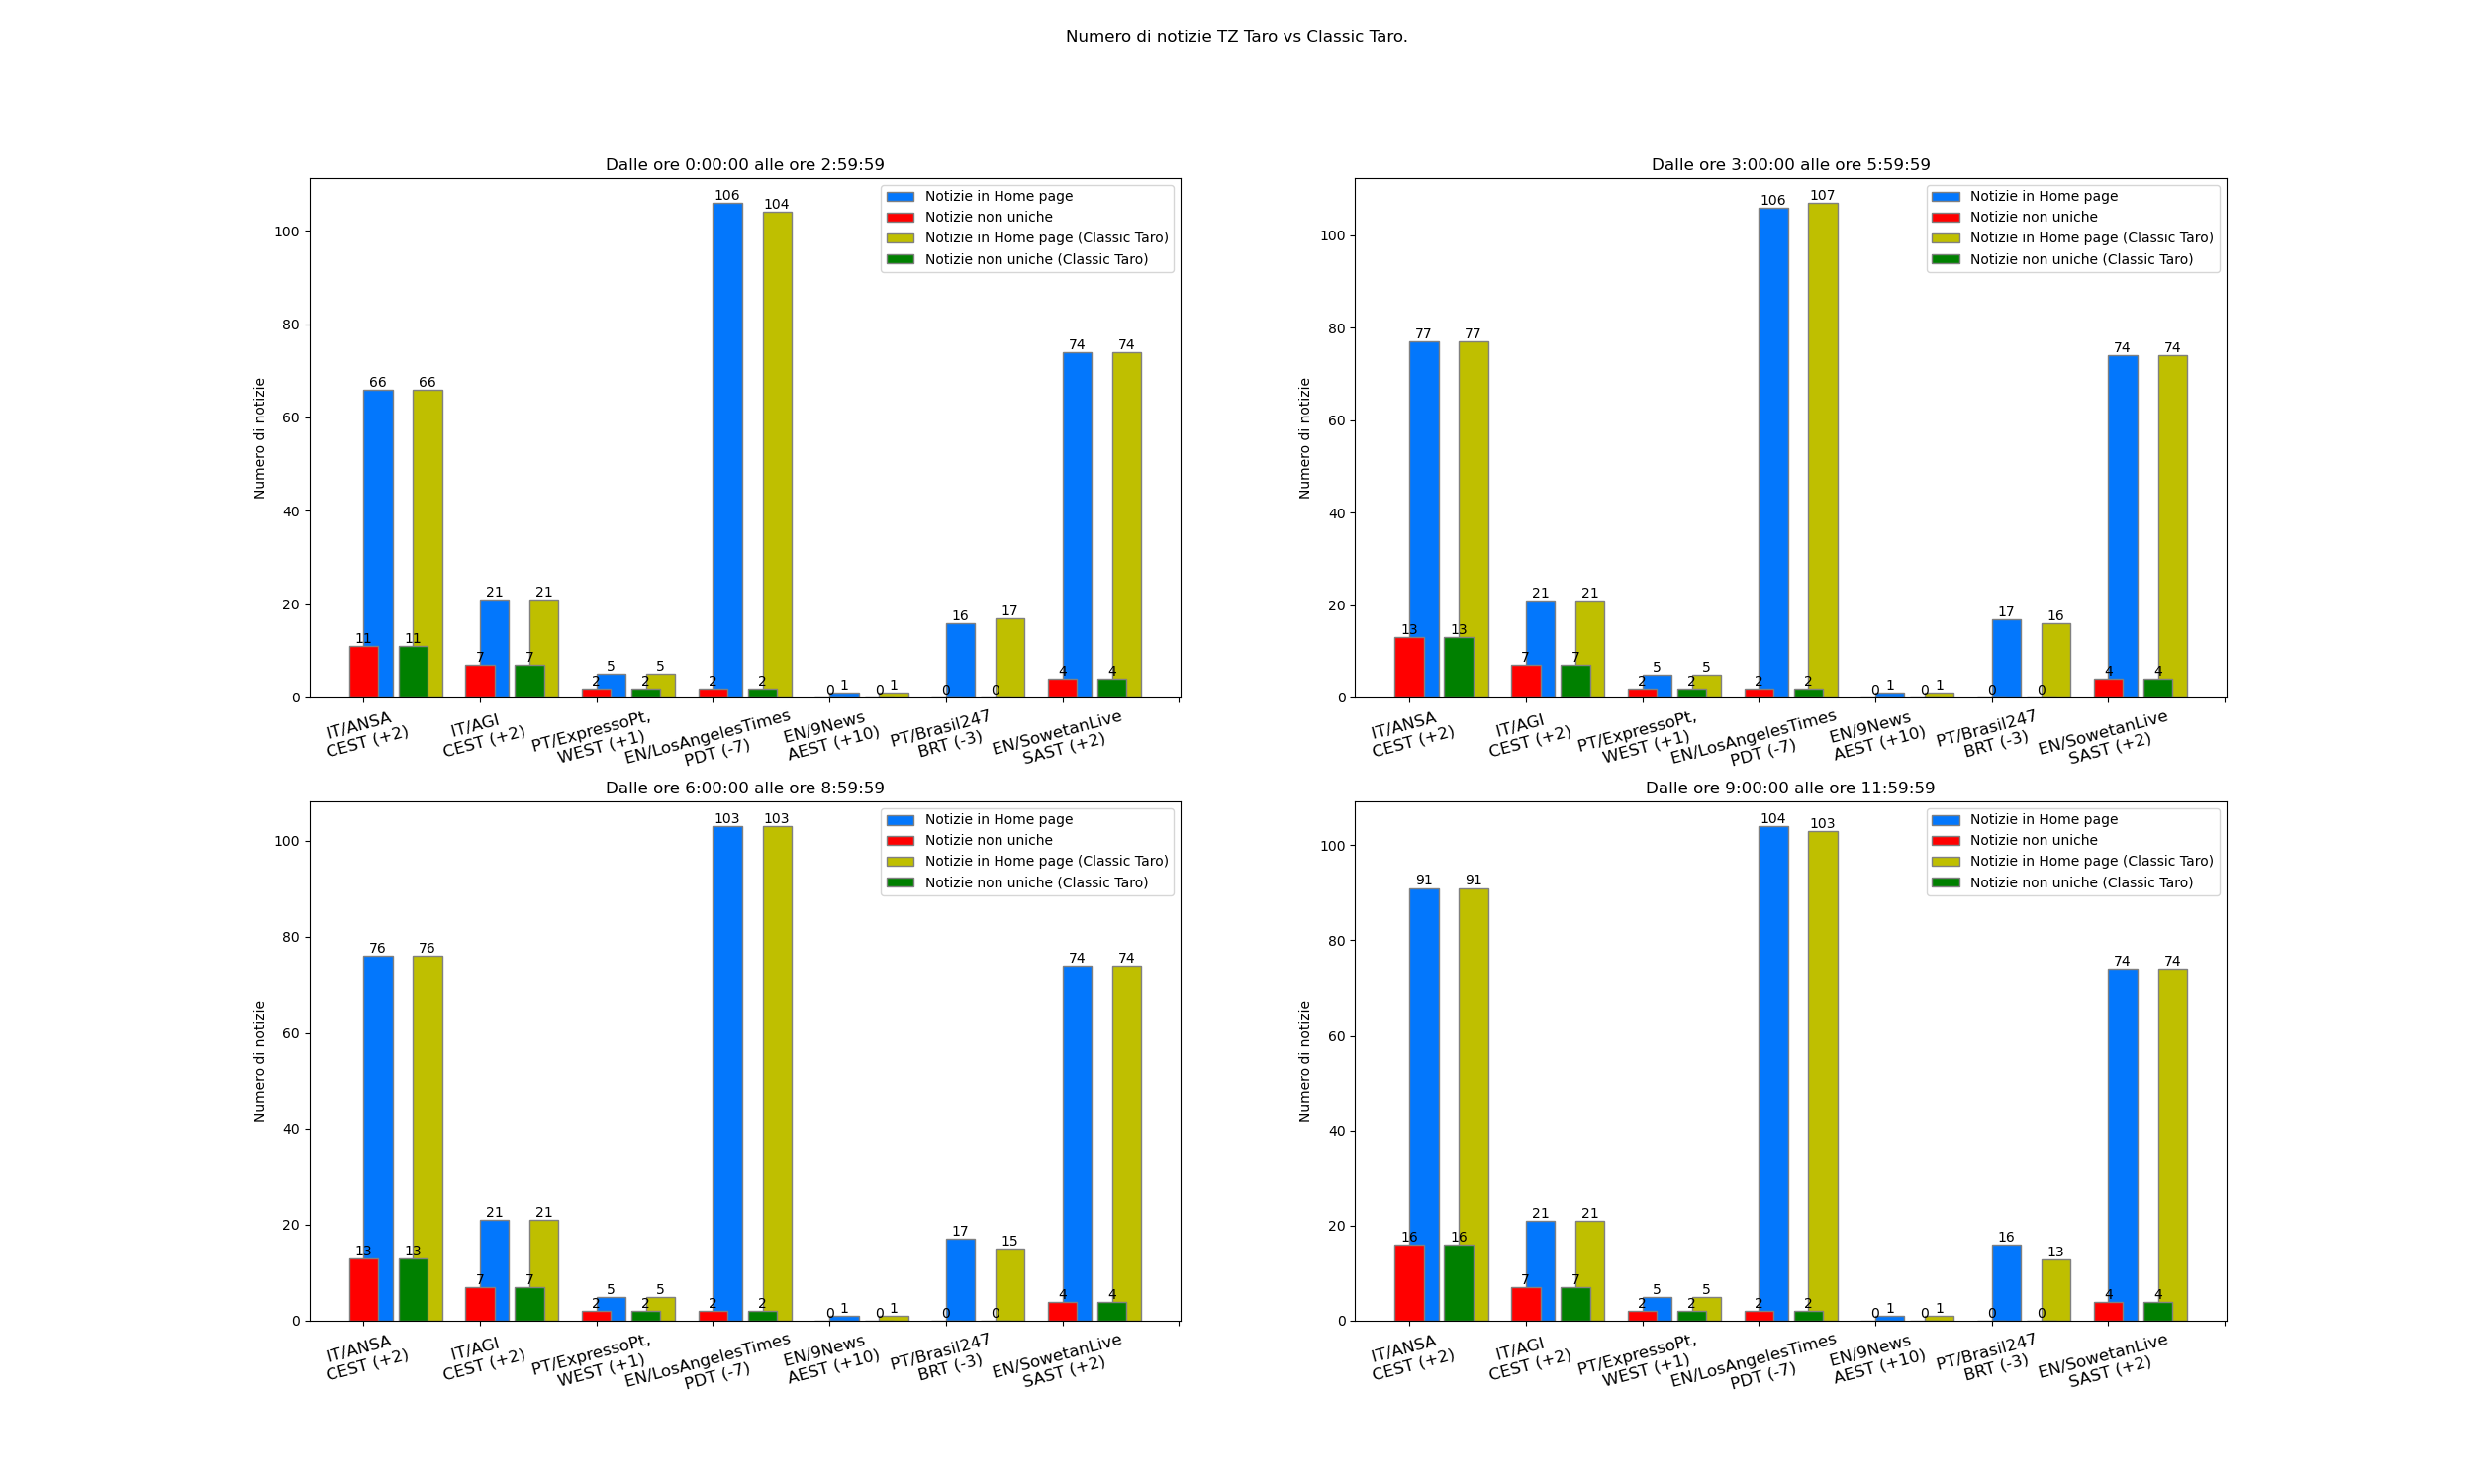 Numero di notizie TZ Taro vs Classic Taro.
Dalle ore 0:00:00 alle ore 2:59:59
Numero di notizie
100
80
60
40
20
0
Notizie in Home page
Notizie non uniche
Notizie in Home page (Classic Taro)
Notizie non uniche (Classic Taro)
66
66
11
11
21
21
7
7
5
5
2
2
106
104
2
2
1
1
0
0
16
17
0
0
74
74
4
4
IT/ANSA
CEST (+2)
IT/AGI
CEST (+2)
PT/ExpressoPt,
WEST (+1)
EN/LosAngelesTimes
PDT (-7)
EN/9News
AEST (+10)
PT/Brasil247
BRT (-3)
EN/SowetanLive
SAST (+2)
Dalle ore 3:00:00 alle ore 5:59:59
Numero di notizie
100
80
60
40
20
0
Notizie in Home page
Notizie non uniche
Notizie in Home page (Classic Taro)
Notizie non uniche (Classic Taro)
77
77
13
13
21
21
7
7
5
5
2
2
106
107
2
2
1
1
0
0
17
16
0
0
74
74
4
4
IT/ANSA
CEST (+2)
IT/AGI
CEST (+2)
PT/ExpressoPt,
WEST (+1)
EN/LosAngelesTimes
PDT (-7)
EN/9News
AEST (+10)
PT/Brasil247
BRT (-3)
EN/SowetanLive
SAST (+2)
Dalle ore 6:00:00 alle ore 8:59:59
Numero di notizie
100
80
60
40
20
0
Notizie in Home page
Notizie non uniche
Notizie in Home page (Classic Taro)
Notizie non uniche (Classic Taro)
76
76
13
13
21
21
7
7
5
5
2
2
103
103
2
2
1
1
0
0
17
15
0
0
74
74
4
4
IT/ANSA
CEST (+2)
IT/AGI
CEST (+2)
PT/ExpressoPt,
WEST (+1)
EN/LosAngelesTimes
PDT (-7)
EN/9News
AEST (+10)
PT/Brasil247
BRT (-3)
EN/SowetanLive
SAST (+2)
Dalle ore 9:00:00 alle ore 11:59:59
Numero di notizie
100
80
60
40
20
0
Notizie in Home page
Notizie non uniche
Notizie in Home page (Classic Taro)
Notizie non uniche (Classic Taro)
91
91
16
16
21
21
7
7
5
5
2
2
104
103
2
2
1
1
0
0
16
13
0
0
74
74
4
4
IT/ANSA
CEST (+2)
IT/AGI
CEST (+2)
PT/ExpressoPt,
WEST (+1)
EN/LosAngelesTimes
PDT (-7)
EN/9News
AEST (+10)
PT/Brasil247
BRT (-3)
EN/SowetanLive
SAST (+2)